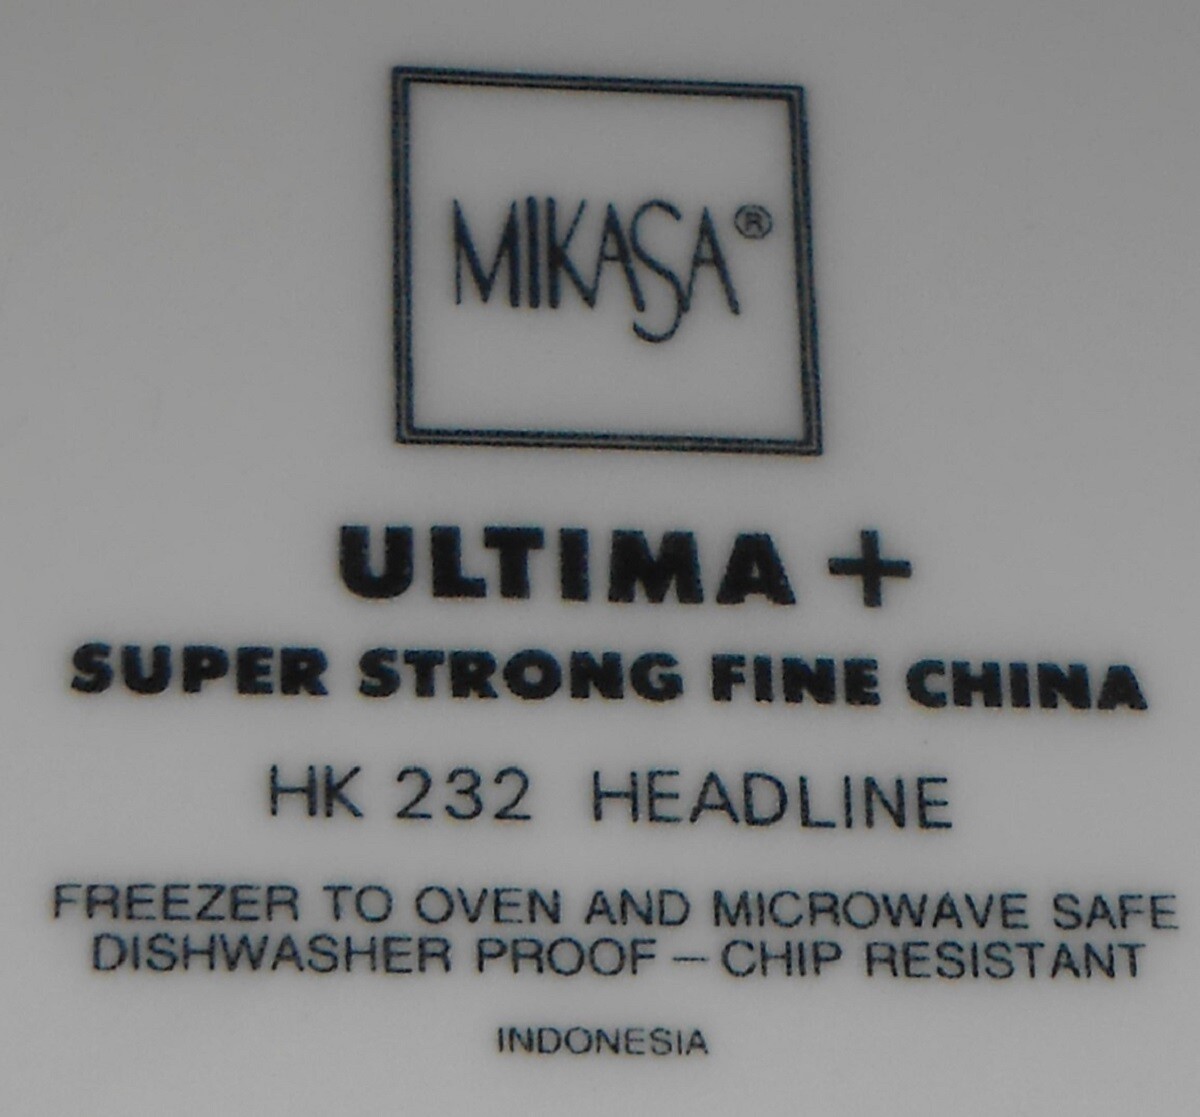 MIKASA®
ULTIMA +
SUPER STRONG FINE CHINA
HK 232 HEADLINE
FREEZER TO OVEN AND MICROWAVE SAFE
DISHWASHER PROOF – CHIP RESISTANT
INDONESIA